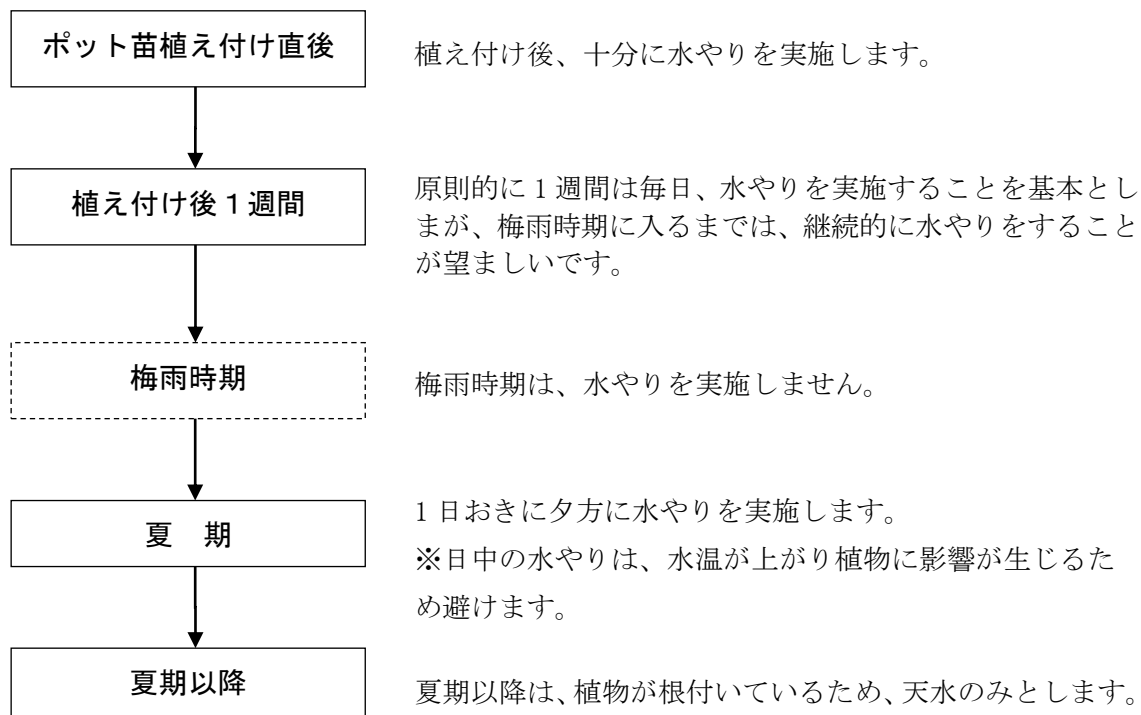 ポット苗植え付け直後
植え付け後、十分に水やりを実施します。
植え付け後１週間
原則的に１週間は毎日、水やりを実施することを基本とし
まが、梅雨時期に入るまでは、継続的に水やりをすること
が望ましいです。
梅雨時期
梅雨時期は、水やりを実施しません。
夏　期
１日おきに夕方に水やりを実施します。
※日中の水やりは、水温が上がり植物に影響が生じるた
め避けます。
夏期以降
夏期以降は、植物が根付いているため、天水のみとします。